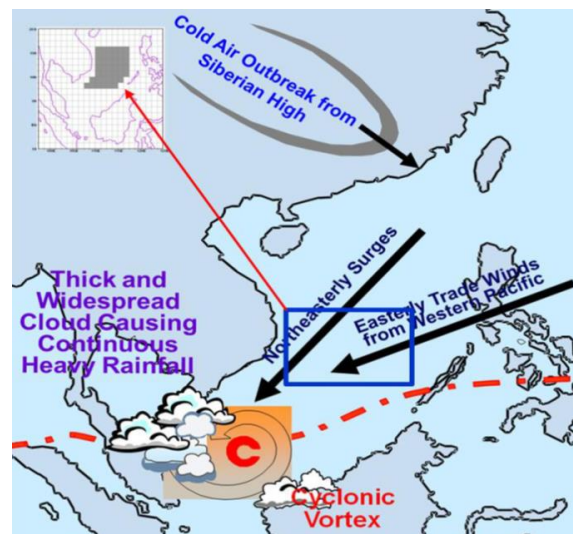 Cold Air Outbreak from
Siberian High
Northeasterly Surges
Easterly Trade Winds
from Western Pacific
Thick and
Widespread
Cloud Causing
Continuous
Heavy Rainfall
C
Cyclonic
Vortex